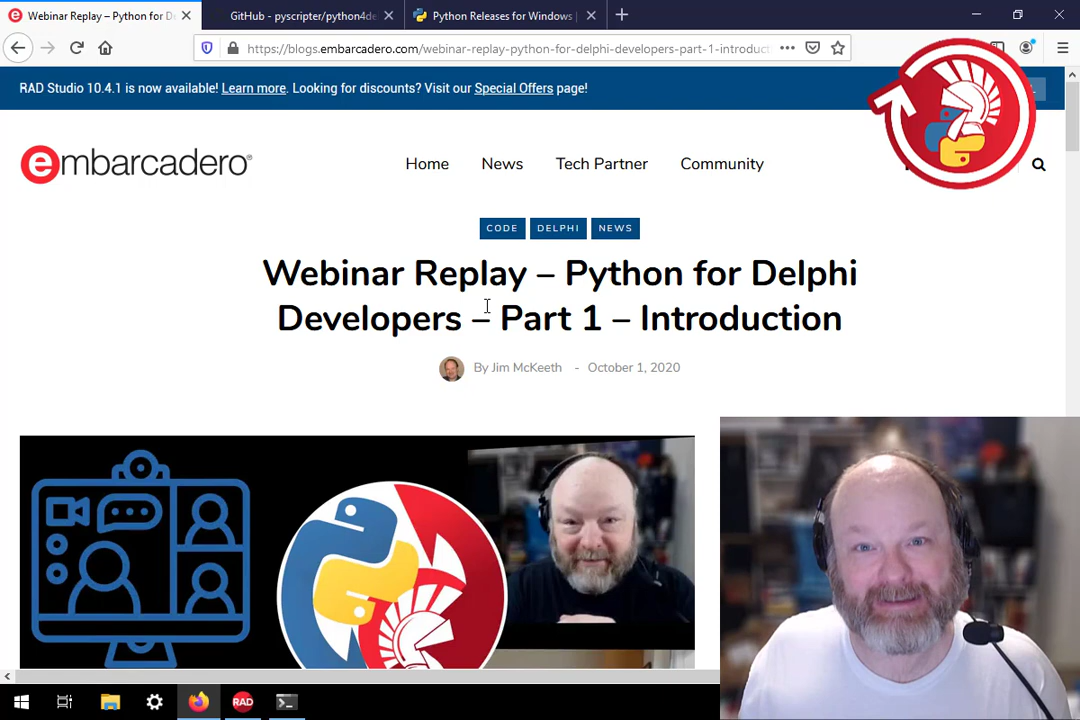 Webinar Replay – Python for D
GitHub - pyscripter/python4de
Python Releases for Windows |
https://blogs.embarcadero.com/webinar-replay-python-for-delphi-developers-part-1-introduct
RAD Studio 10.4.1 is now available! Learn more. Looking for discounts? Visit our Special Offers page!
embarcadero®
Home News Tech Partner Community
CODE DELPHI NEWS
Webinar Replay – Python for Delphi
Developers – Part 1 – Introduction
By Jim McKeeth - October 1, 2020
RAD